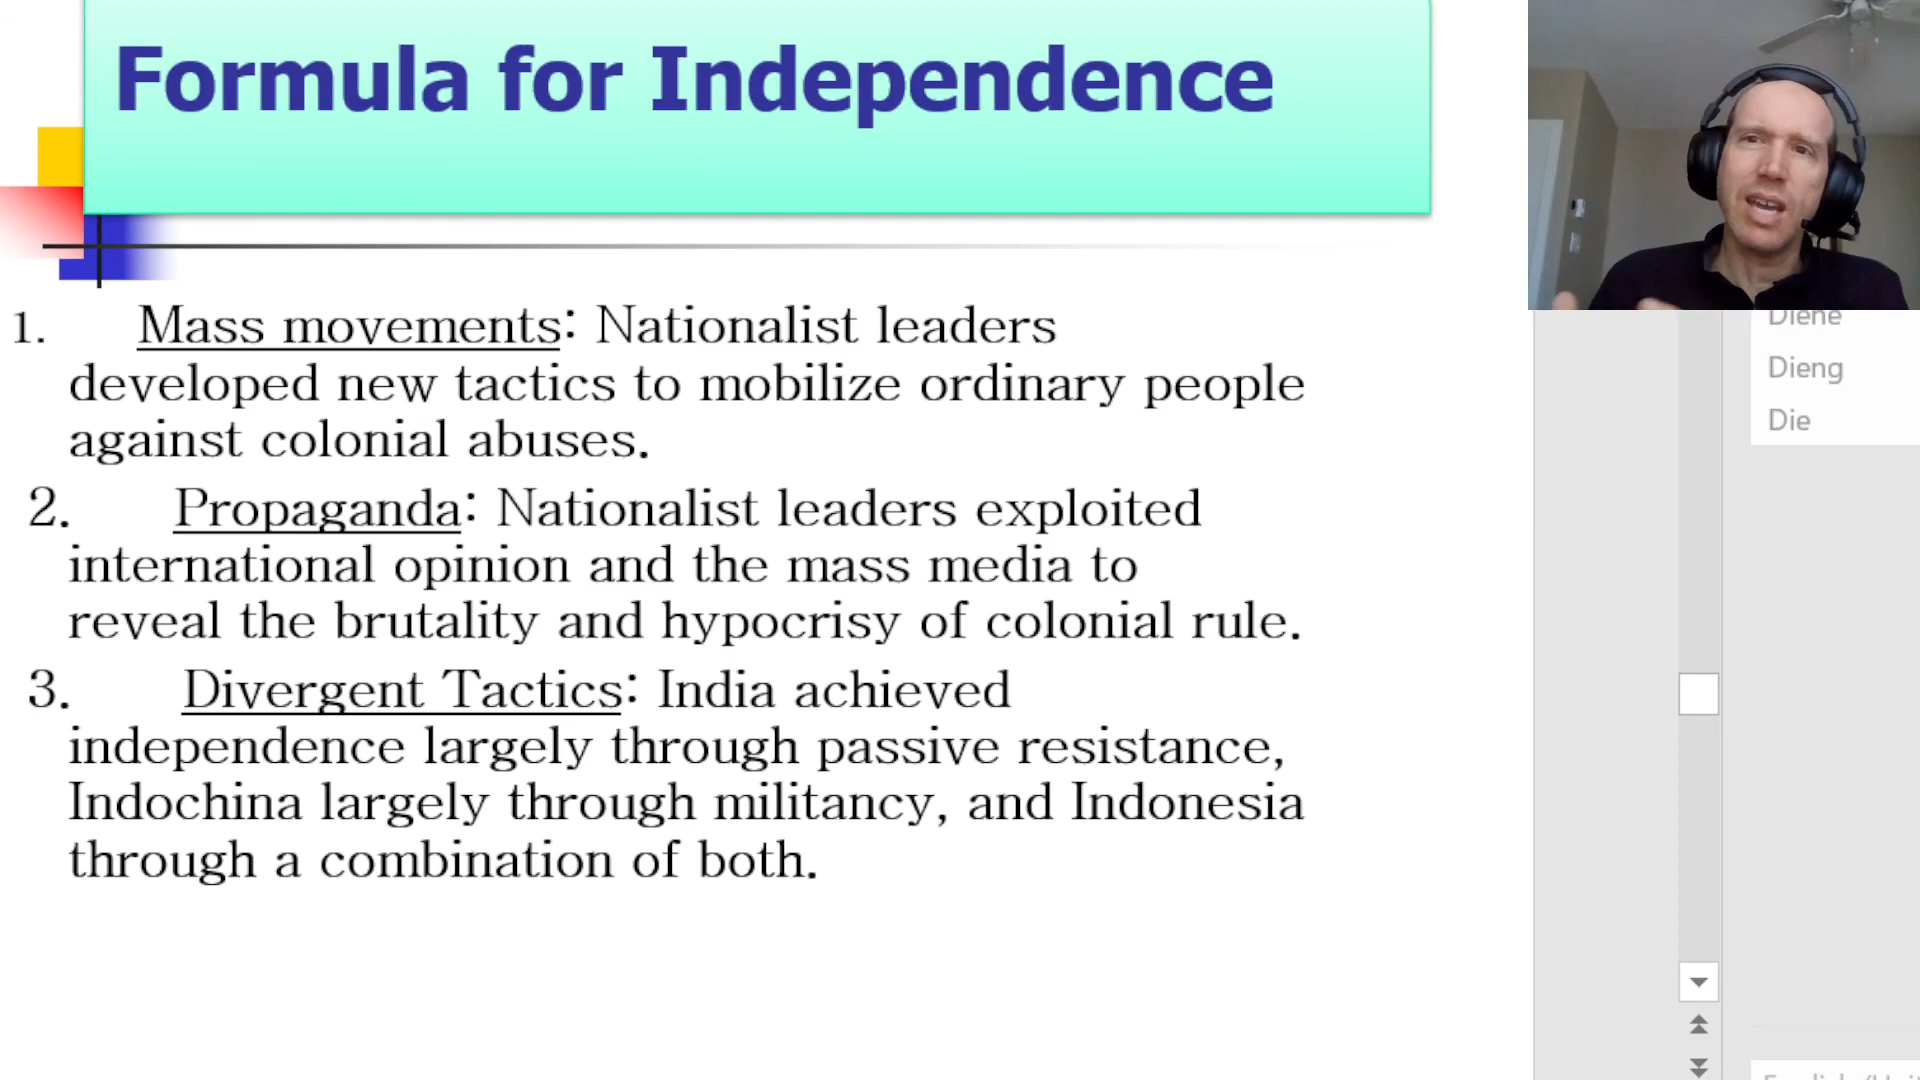 Formula for Independence
1. Mass movements: Nationalist leaders
developed new tactics to mobilize ordinary people
against colonial abuses.
2. Propaganda: Nationalist leaders exploited
international opinion and the mass media to
reveal the brutality and hypocrisy of colonial rule.
3. Divergent Tactics: India achieved
independence largely through passive resistance,
Indochina largely through militancy, and Indonesia
through a combination of both.
Diene
Dieng
Die